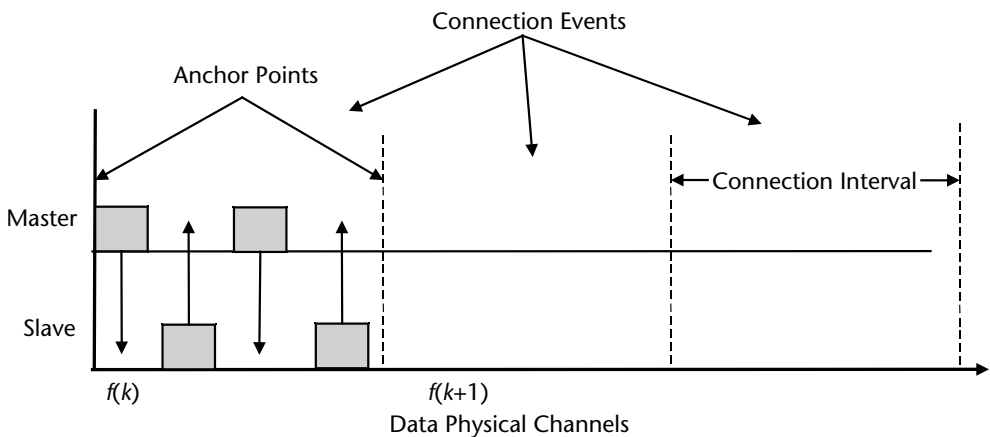 Connection Events
Anchor Points
Connection Interval
Master
Slave
f(k)
f(k+1)
Data Physical Channels